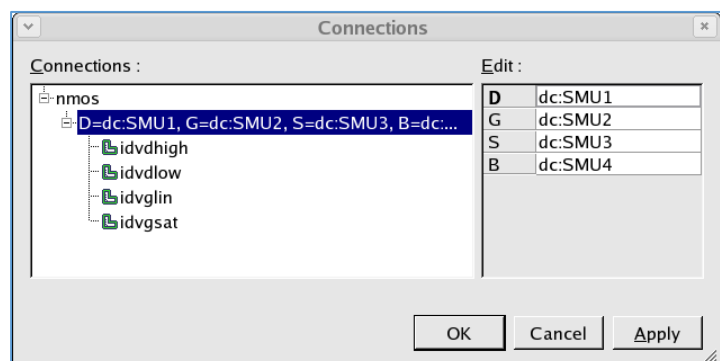 Connections
Connections :
Edit :
nmos
D=dc:SMU1, G=dc:SMU2, S=dc:SMU3, B=dc:...
idvdhigh
idvdlow
idvglin
idvgsat
D dc:SMU1
G dc:SMU2
S dc:SMU3
B dc:SMU4
OK
Cancel
Apply